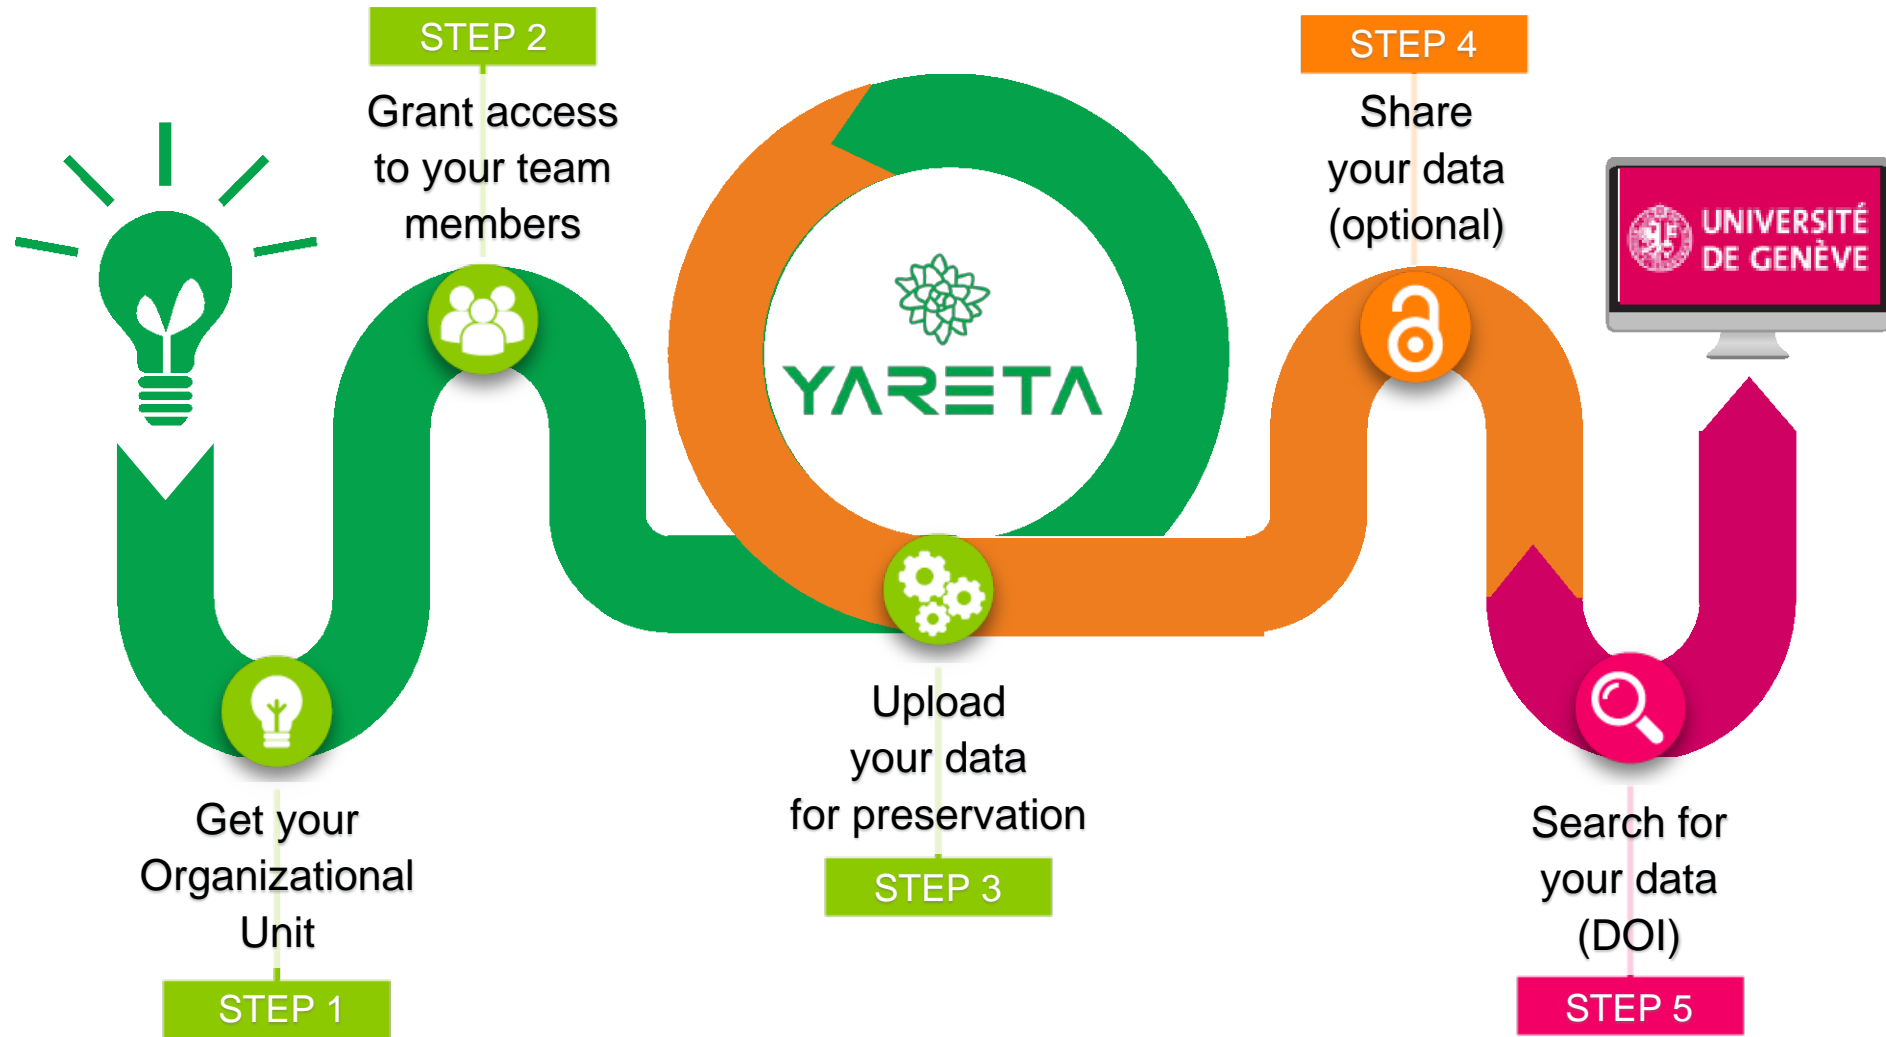 STEP 2
Grant access
to your team
members
STEP 4
Share
your data
(optional)
UNIVERSITÉ
DE GENÈVE
YARETA
Upload
your data
for preservation
STEP 3
Get your
Organizational
Unit
STEP 1
Search for
your data
(DOI)
STEP 5